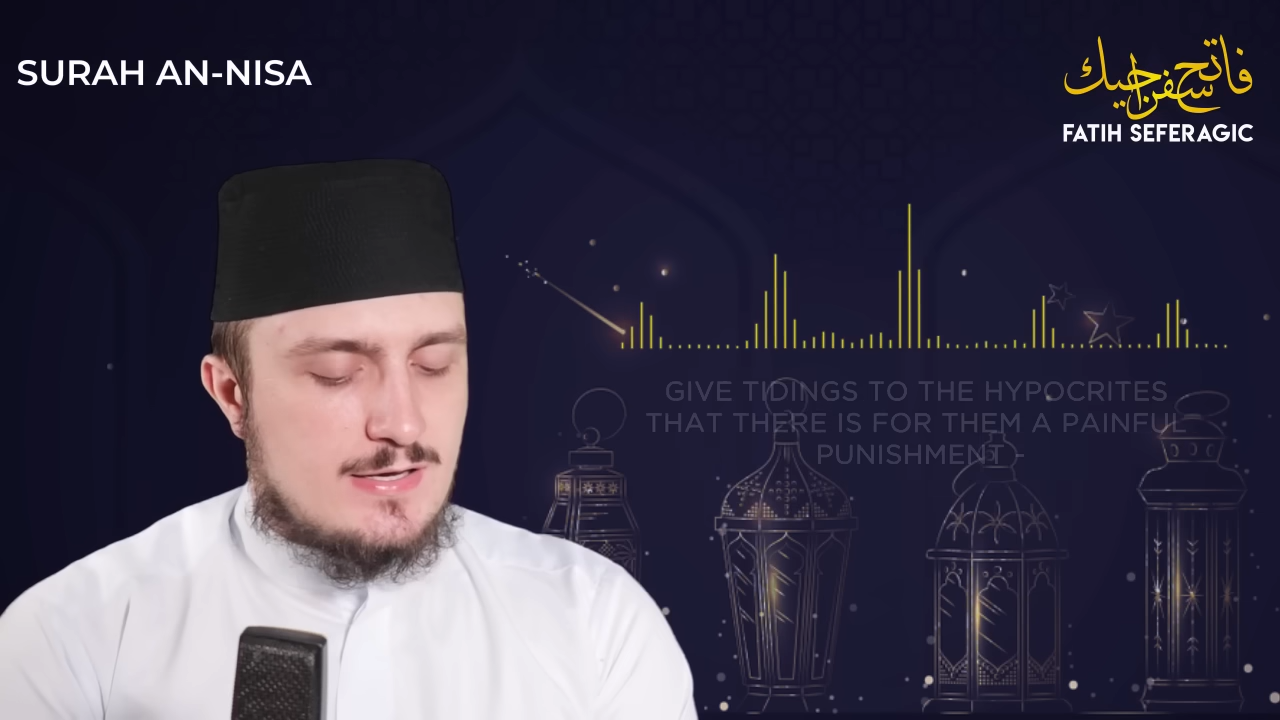 SURAH AN-NISA
فاتح سفراجيك
FATIH SEFERAGIC
GIVE TIDINGS TO THE HYPOCRITES
THAT THERE IS FOR THEM A PAINFUL
PUNISHMENT -